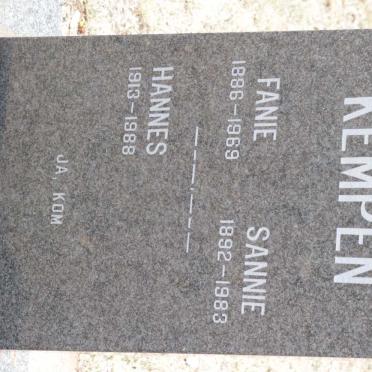 KEMPEN
FANIE SANNIE
1886-1969 1892-1983
HANNES
1913-1988
JA, KOM